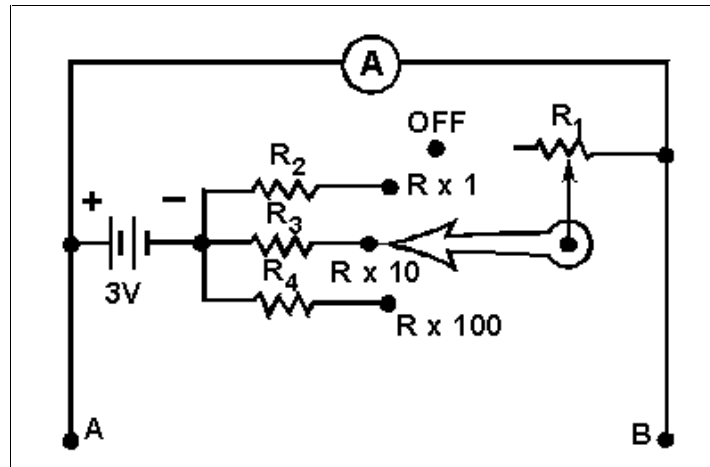 A
OFF
R1
R2
R x 1
+ −
R3
R x 10
3V
R4
R x 100
A
B